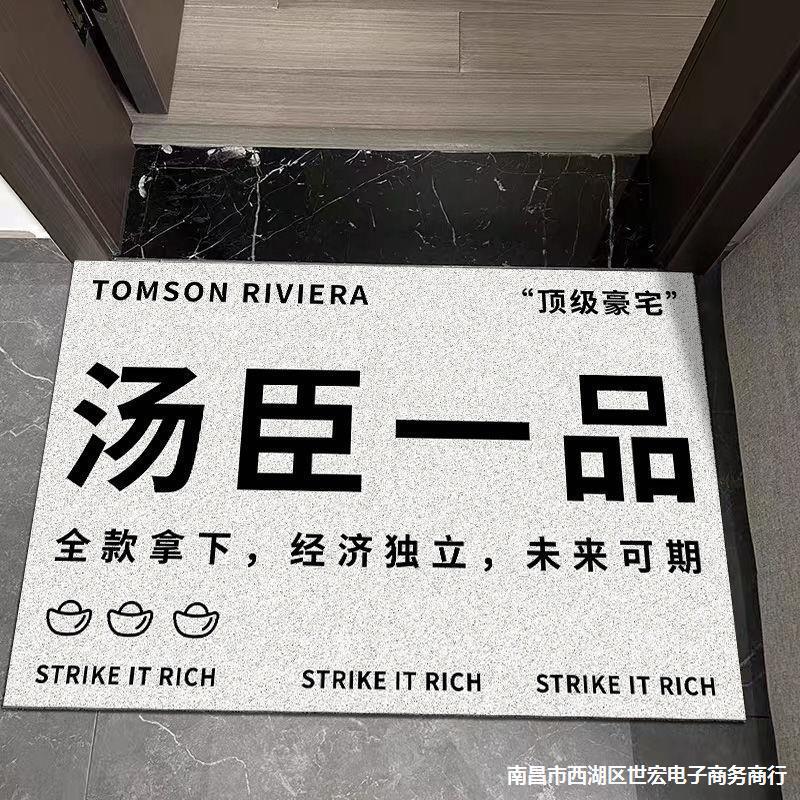 TOMSON RIVIERA
“顶级豪宅”
汤臣一品
全款拿下，经济独立，未来可期
STRIKE IT RICH STRIKE IT RICH STRIKE IT RICH
南昌市西湖区世宏电子商务商行